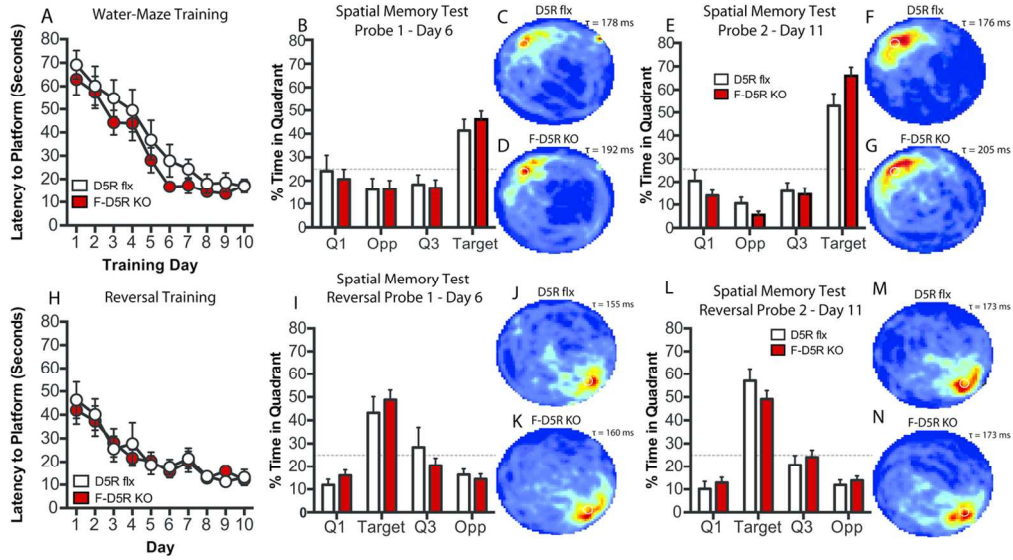 A
Water-Maze Training
Latency to Platform (Seconds)
80
70
60
50
40
30
20
10
0
D5R flx
F-D5R KO
1 2 3 4 5 6 7 8 9 10
Training Day
B
Spatial Memory Test
Probe 1 - Day 6
% Time in Quadrant
80
70
60
50
40
30
20
10
0
Q1 Opp Q3 Target
C
D5R flx
τ = 178 ms
D
F-D5R KO
τ = 192 ms
E
Spatial Memory Test
Probe 2 - Day 11
% Time in Quadrant
80
70
60
50
40
30
20
10
0
D5R flx
F-D5R KO
Q1 Opp Q3 Target
F
D5R flx
τ = 176 ms
G
F-D5R KO
τ = 205 ms
H
Reversal Training
Latency to Platform (Seconds)
80
70
60
50
40
30
20
10
0
D5R flx
F-D5R KO
1 2 3 4 5 6 7 8 9 10
Day
I
Spatial Memory Test
Reversal Probe 1 - Day 6
% Time in Quadrant
80
70
60
50
40
30
20
10
0
Q1 Target Q3 Opp
J
D5R flx
τ = 155 ms
K
F-D5R KO
τ = 160 ms
L
Spatial Memory Test
Reversal Probe 2 - Day 11
% Time in Quadrant
80
70
60
50
40
30
20
10
0
D5R flx
F-D5R KO
Q1 Target Q3 Opp
M
D5R flx
τ = 173 ms
N
F-D5R KO
τ = 173 ms